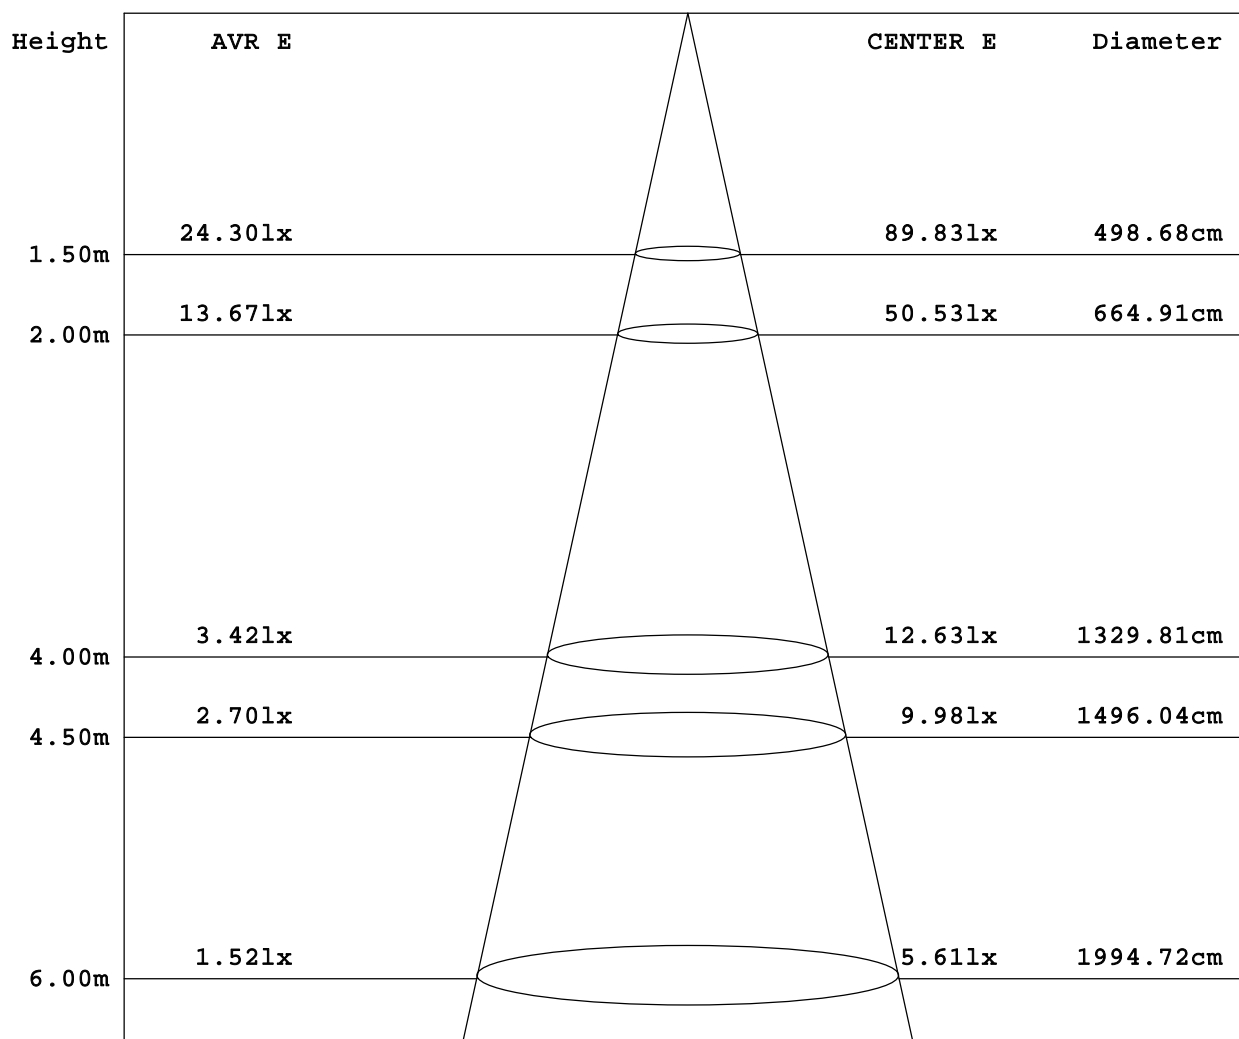 Height AVR E CENTER E Diameter
24.30lx 89.83lx 498.68cm
1.50m
13.67lx 50.53lx 664.91cm
2.00m
3.42lx 12.63lx 1329.81cm
4.00m
2.70lx 9.98lx 1496.04cm
4.50m
1.52lx 5.61lx 1994.72cm
6.00m